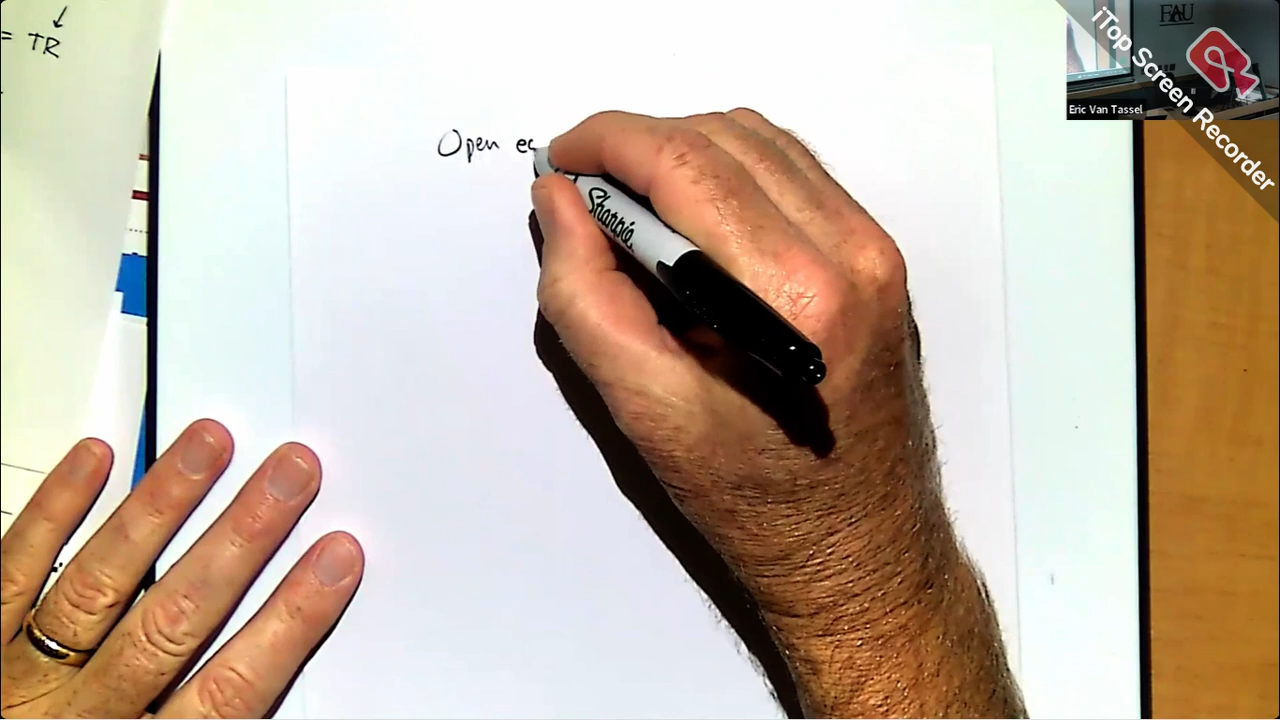 = TR
Open ec
Sharpie.
FAU
Eric Van Tassel
iTop Screen Recorder